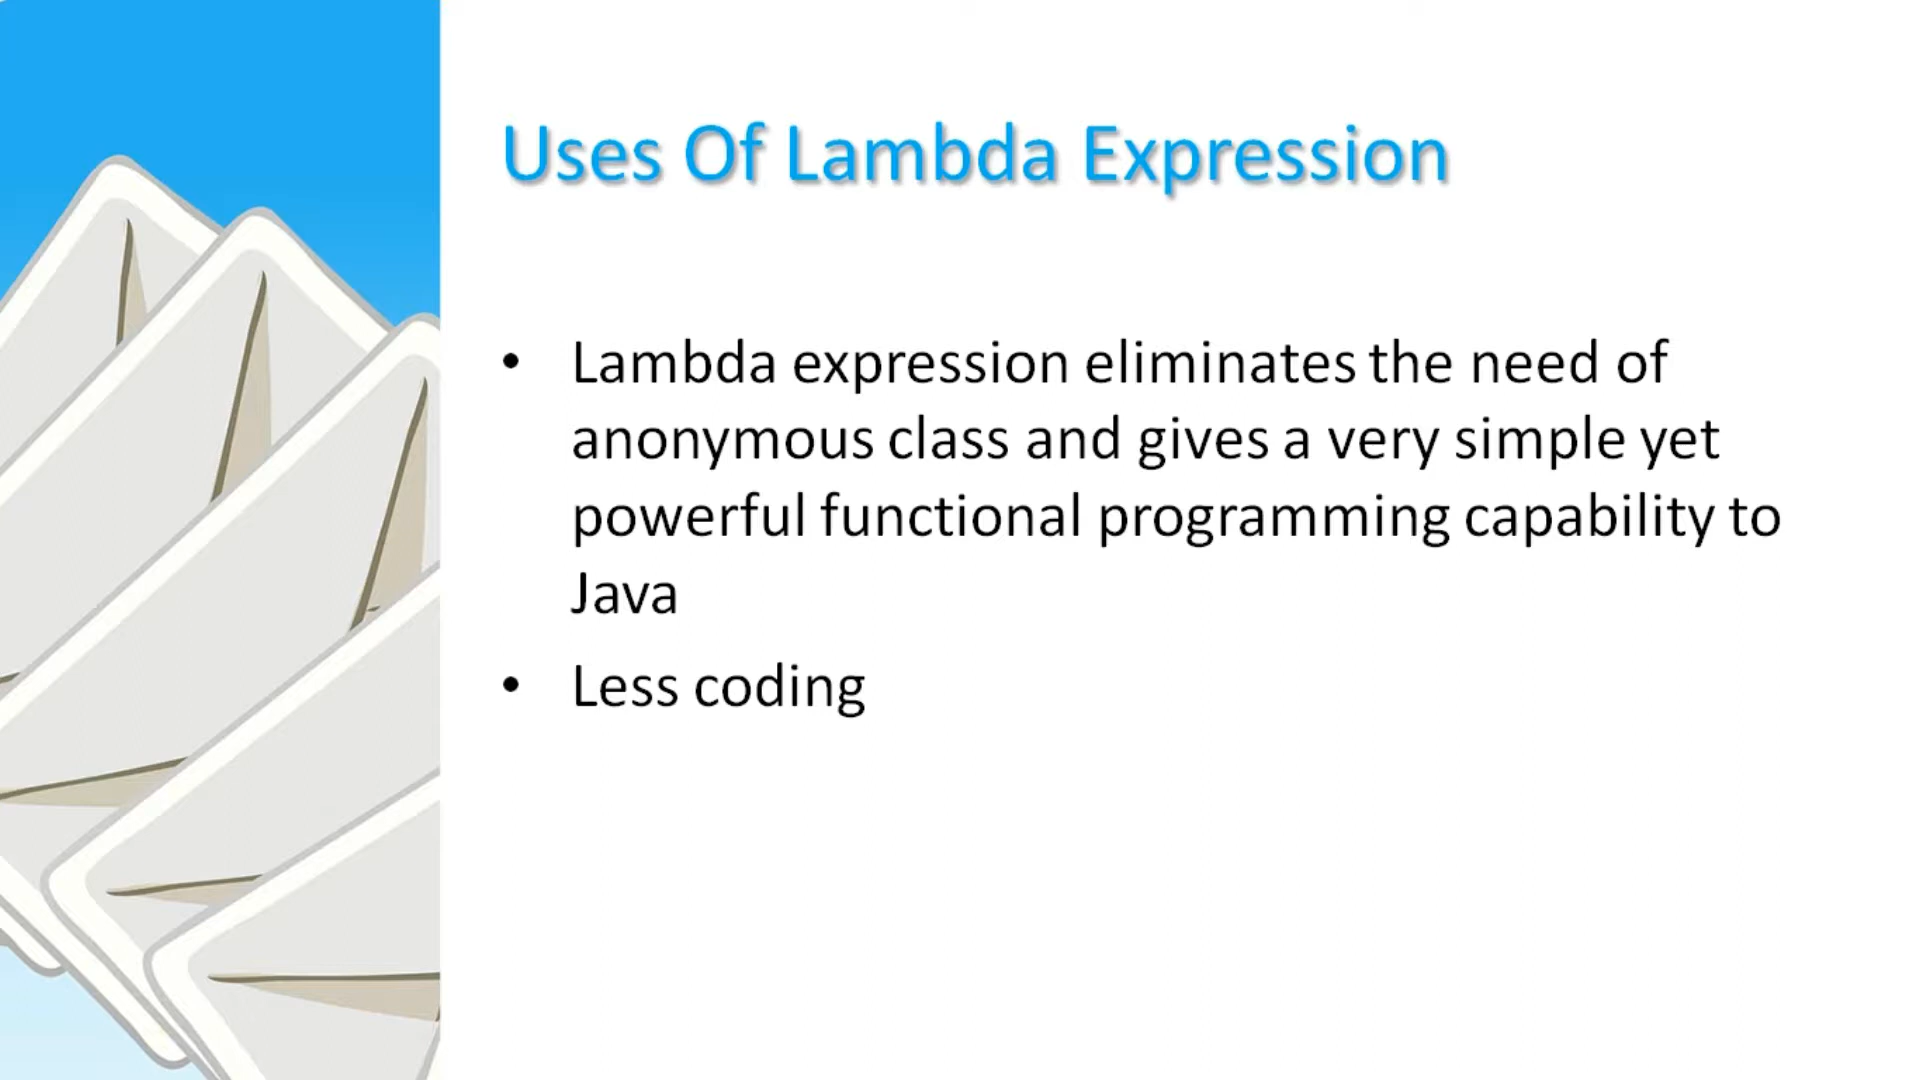 Uses Of Lambda Expression
• Lambda expression eliminates the need of
anonymous class and gives a very simple yet
powerful functional programming capability to
Java
• Less coding